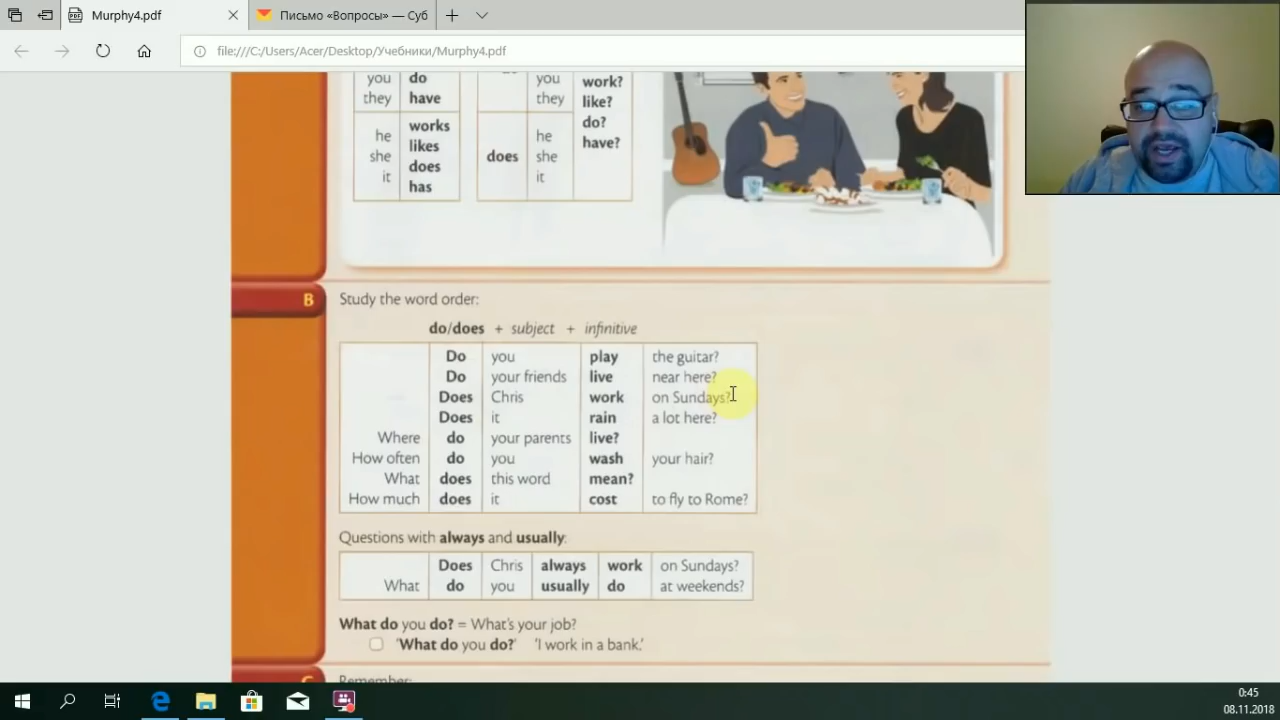 Murphy4.pdf
Письмо «Вопросы» — Суб
file:///C:/Users/Acer/Desktop/Учебники/Murphy4.pdf
you do you work?
they have they like?
do?
have?
he works does he
she likes she
it does it
has
B Study the word order:
do/does + subject + infinitive
Do you play the guitar?
Do your friends live near here?
Does Chris work on Sundays?
Does it rain a lot here?
Where do your parents live?
How often do you wash your hair?
What does this word mean?
How much does it cost to fly to Rome?
Questions with always and usually:
Does Chris always work on Sundays?
What do you usually do at weekends?
What do you do? = What's your job?
'What do you do?' 'I work in a bank.'
Remember:
0:45
08.11.2018